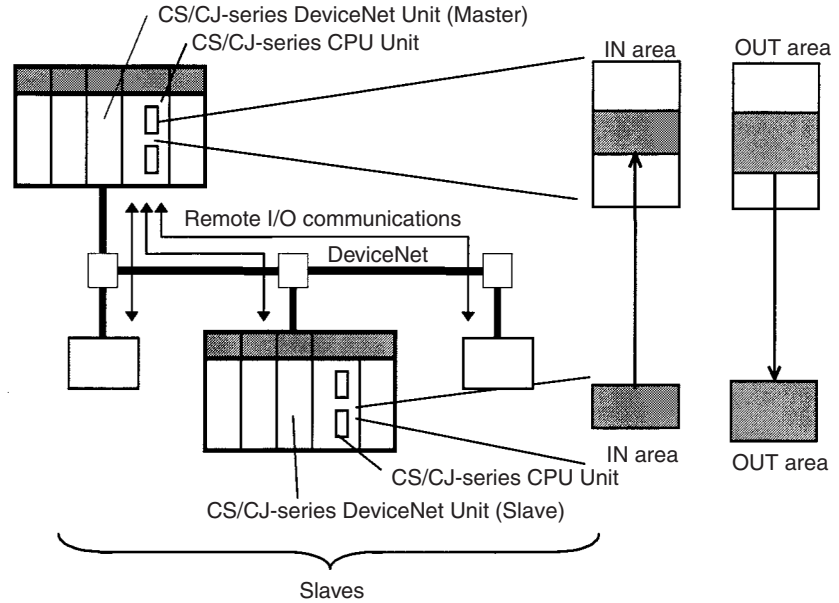 CS/CJ-series DeviceNet Unit (Master)
CS/CJ-series CPU Unit
IN area
OUT area
Remote I/O communications
DeviceNet
IN area
OUT area
CS/CJ-series CPU Unit
CS/CJ-series DeviceNet Unit (Slave)
Slaves